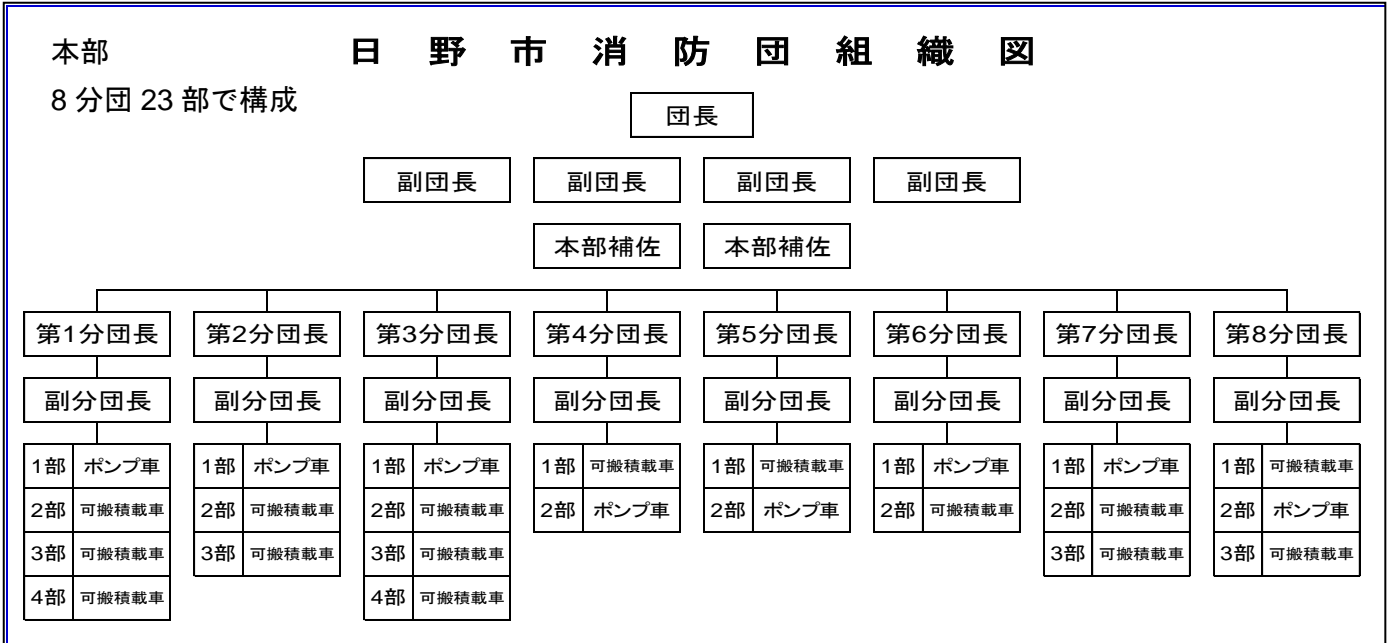 本部
日野市消防団組織図
8分団23部で構成
団長
副団長 副団長 副団長 副団長
本部補佐 本部補佐
第1分団長 第2分団長 第3分団長 第4分団長 第5分団長 第6分団長 第7分団長 第8分団長
副分団長 副分団長 副分団長 副分団長 副分団長 副分団長 副分団長 副分団長
1部 ポンプ車 1部 ポンプ車 1部 ポンプ車 1部 可搬積載車 1部 可搬積載車 1部 ポンプ車 1部 ポンプ車 1部 可搬積載車
2部 可搬積載車 2部 可搬積載車 2部 可搬積載車 2部 ポンプ車 2部 ポンプ車 2部 可搬積載車 2部 可搬積載車 2部 ポンプ車
3部 可搬積載車 3部 可搬積載車 3部 可搬積載車 3部 可搬積載車 3部 可搬積載車
4部 可搬積載車 4部 可搬積載車